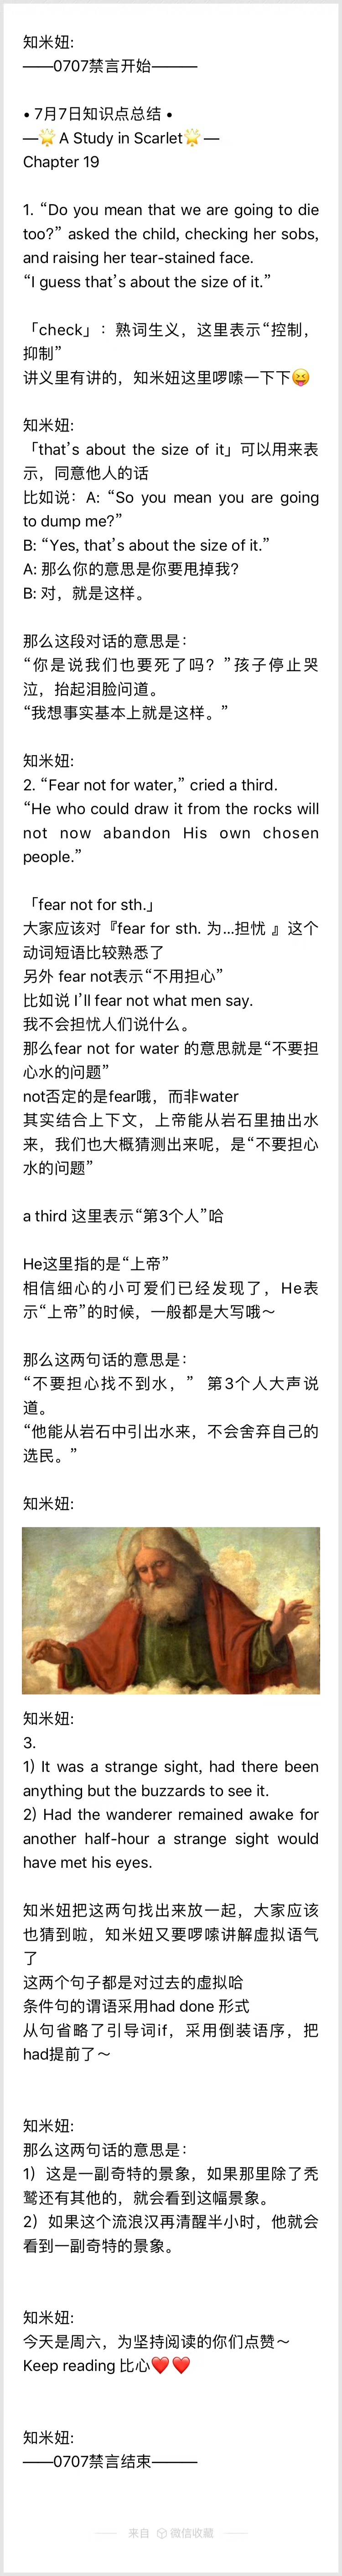 知米妞:
——0707禁言开始———
• 7月7日知识点总结 •
—🌟 A Study in Scarlet🌟 —
Chapter 19
1. “Do you mean that we are going to die
too?” asked the child, checking her sobs,
and raising her tear-stained face.
“I guess that’s about the size of it.”
「check」：熟词生义，这里表示“控制，
抑制”
讲义里有讲的，知米妞这里啰嗦一下下😝
知米妞:
「that’s about the size of it」可以用来表
示，同意他人的话
比如说：A: “So you mean you are going
to dump me?”
B: “Yes, that’s about the size of it.”
A: 那么你的意思是你要甩掉我？
B: 对，就是这样。
那么这段对话的意思是：
“你是说我们也要死了吗？”孩子停止哭
泣，抬起泪脸问道。
“我想事实基本上就是这样。”
知米妞:
2. “Fear not for water,” cried a third.
“He who could draw it from the rocks will
not now abandon His own chosen
people.”
「fear not for sth.」
大家应该对『fear for sth. 为...担忧 』这个
动词短语比较熟悉了
另外 fear not表示“不用担心”
比如说 I’ll fear not what men say.
我不会担忧人们说什么。
那么fear not for water 的意思就是“不要担
心水的问题”
not否定的是fear哦，而非water
其实结合上下文，上帝能从岩石里抽出水
来，我们也大概猜测出来呢，是“不要担心
水的问题”
a third 这里表示“第3个人”哈
He这里指的是“上帝”
相信细心的小可爱们已经发现了，He表
示“上帝”的时候，一般都是大写哦～
那么这两句话的意思是：
“不要担心找不到水，” 第3个人大声说
道。
“他能从岩石中引出水来，不会舍弃自己的
选民。”
知米妞:
知米妞:
3.
1) It was a strange sight, had there been
anything but the buzzards to see it.
2) Had the wanderer remained awake for
another half-hour a strange sight would
have met his eyes.
知米妞把这两句找出来放一起，大家应该
也猜到啦，知米妞又要啰嗦讲解虚拟语气
了
这两个句子都是对过去的虚拟哈
条件句的谓语采用had done 形式
从句省略了引导词if，采用倒装语序，把
had提前了～
知米妞:
那么这两句话的意思是：
1）这是一副奇特的景象，如果那里除了秃
鹫还有其他的，就会看到这幅景象。
2）如果这个流浪汉再清醒半小时，他就会
看到一副奇特的景象。
知米妞:
今天是周六，为坚持阅读的你们点赞～
Keep reading 比心❤️❤️
知米妞:
——0707禁言结束———
来自 微信收藏